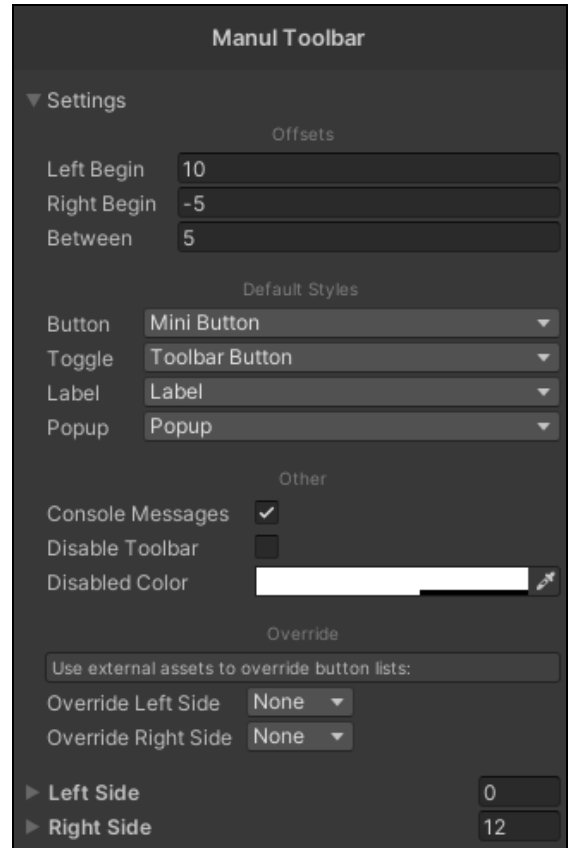 Manul Toolbar
Settings
Offsets
Left Begin 10
Right Begin -5
Between 5
Default Styles
Button Mini Button
Toggle Toolbar Button
Label Label
Popup Popup
Other
Console Messages
Disable Toolbar
Disabled Color
Override
Use external assets to override button lists:
Override Left Side None
Override Right Side None
Left Side 0
Right Side 12